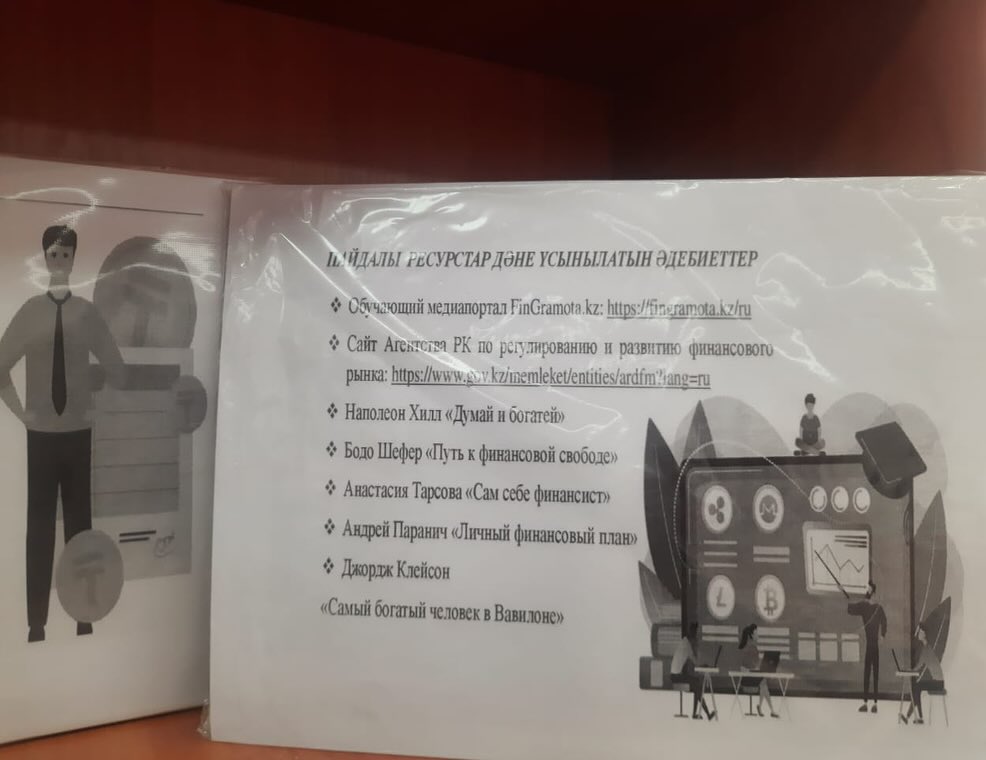 ПАЙДАЛЫ РЕСУРСТАР ДӘНЕ ҮСЫНЫЛАТЫН ӘДЕБИЕТТЕР
❖ Обучающий медиапортал FinGramota.kz: https://fingramota.kz/ru
❖ Сайт Агентства РК по регулированию и развитию финансового
рынка: https://www.gov.kz/memleket/entities/ardfm?lang=ru
❖ Наполеон Хилл «Думай и богатей»
❖ Бодо Шефер «Путь к финансовой свободе»
❖ Анастасия Тарсова «Сам себе финансист»
❖ Андрей Паранич «Личный финансовый план»
❖ Джордж Клейсон
«Самый богатый человек в Вавилоне»